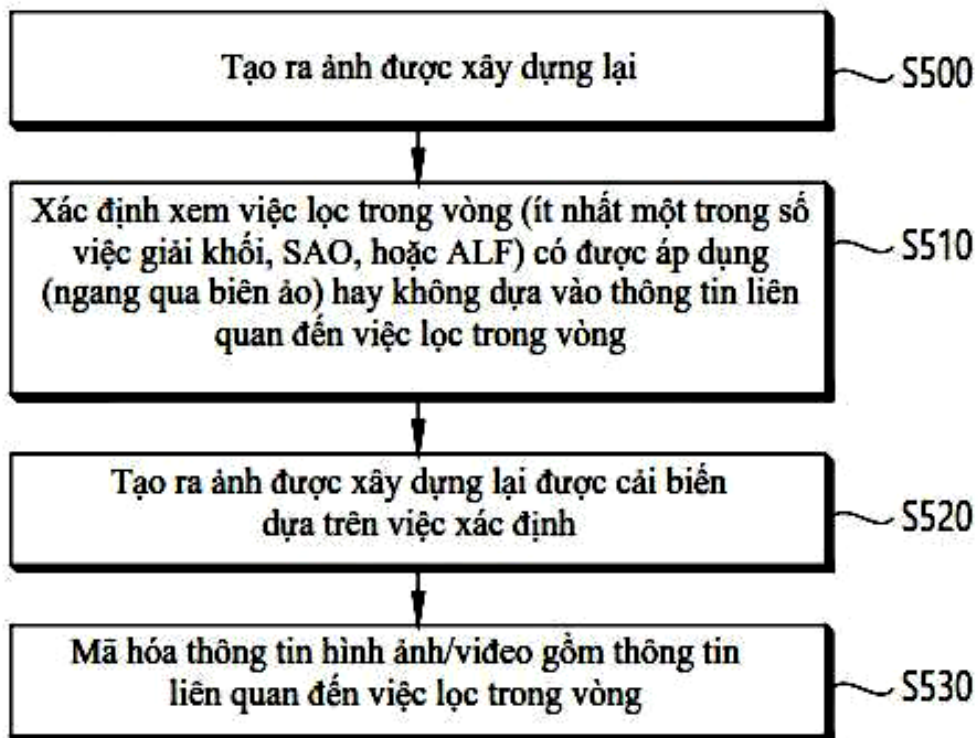 Tạo ra ảnh được xây dựng lại
S500
Xác định xem việc lọc trong vòng (ít nhất một trong số
việc giải khối, SAO, hoặc ALF) có được áp dụng
(ngang qua biên ảo) hay không dựa vào thông tin liên
quan đến việc lọc trong vòng
S510
Tạo ra ảnh được xây dựng lại được cải biến
dựa trên việc xác định
S520
Mã hóa thông tin hình ảnh/viđeo gồm thông tin
liên quan đến việc lọc trong vòng
S530